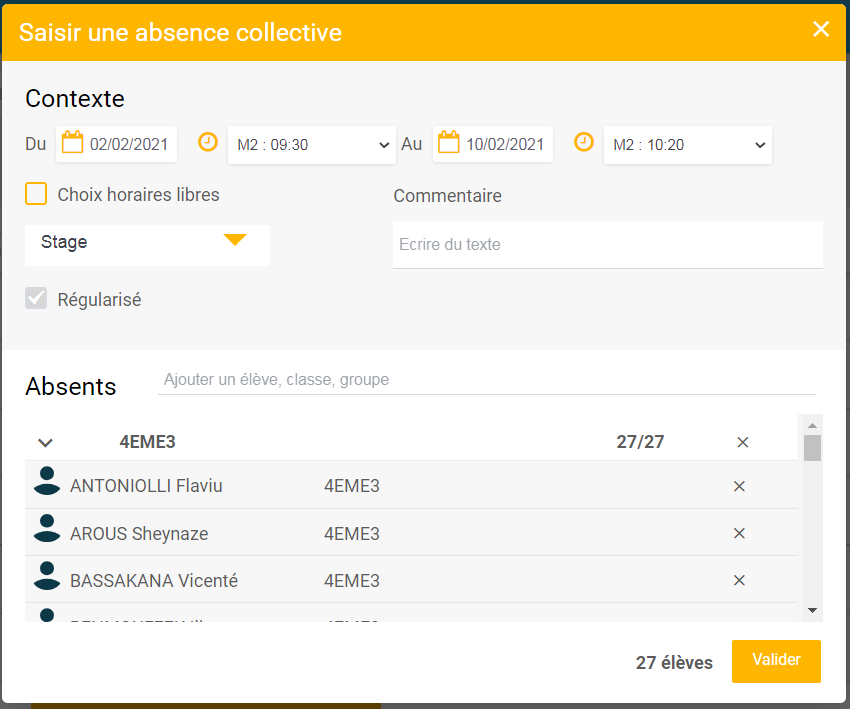 Saisir une absence collective
Contexte
Du 02/02/2021 M2 : 09:30 Au 10/02/2021 M2 : 10:20
Choix horaires libres
Commentaire
Stage
Ecrire du texte
Régularisé
Absents Ajouter un élève, classe, groupe
4EME3 27/27
ANTONIOLLI Flaviu 4EME3
AROUS Sheynaze 4EME3
BASSAKANA Vicenté 4EME3
27 élèves Valider